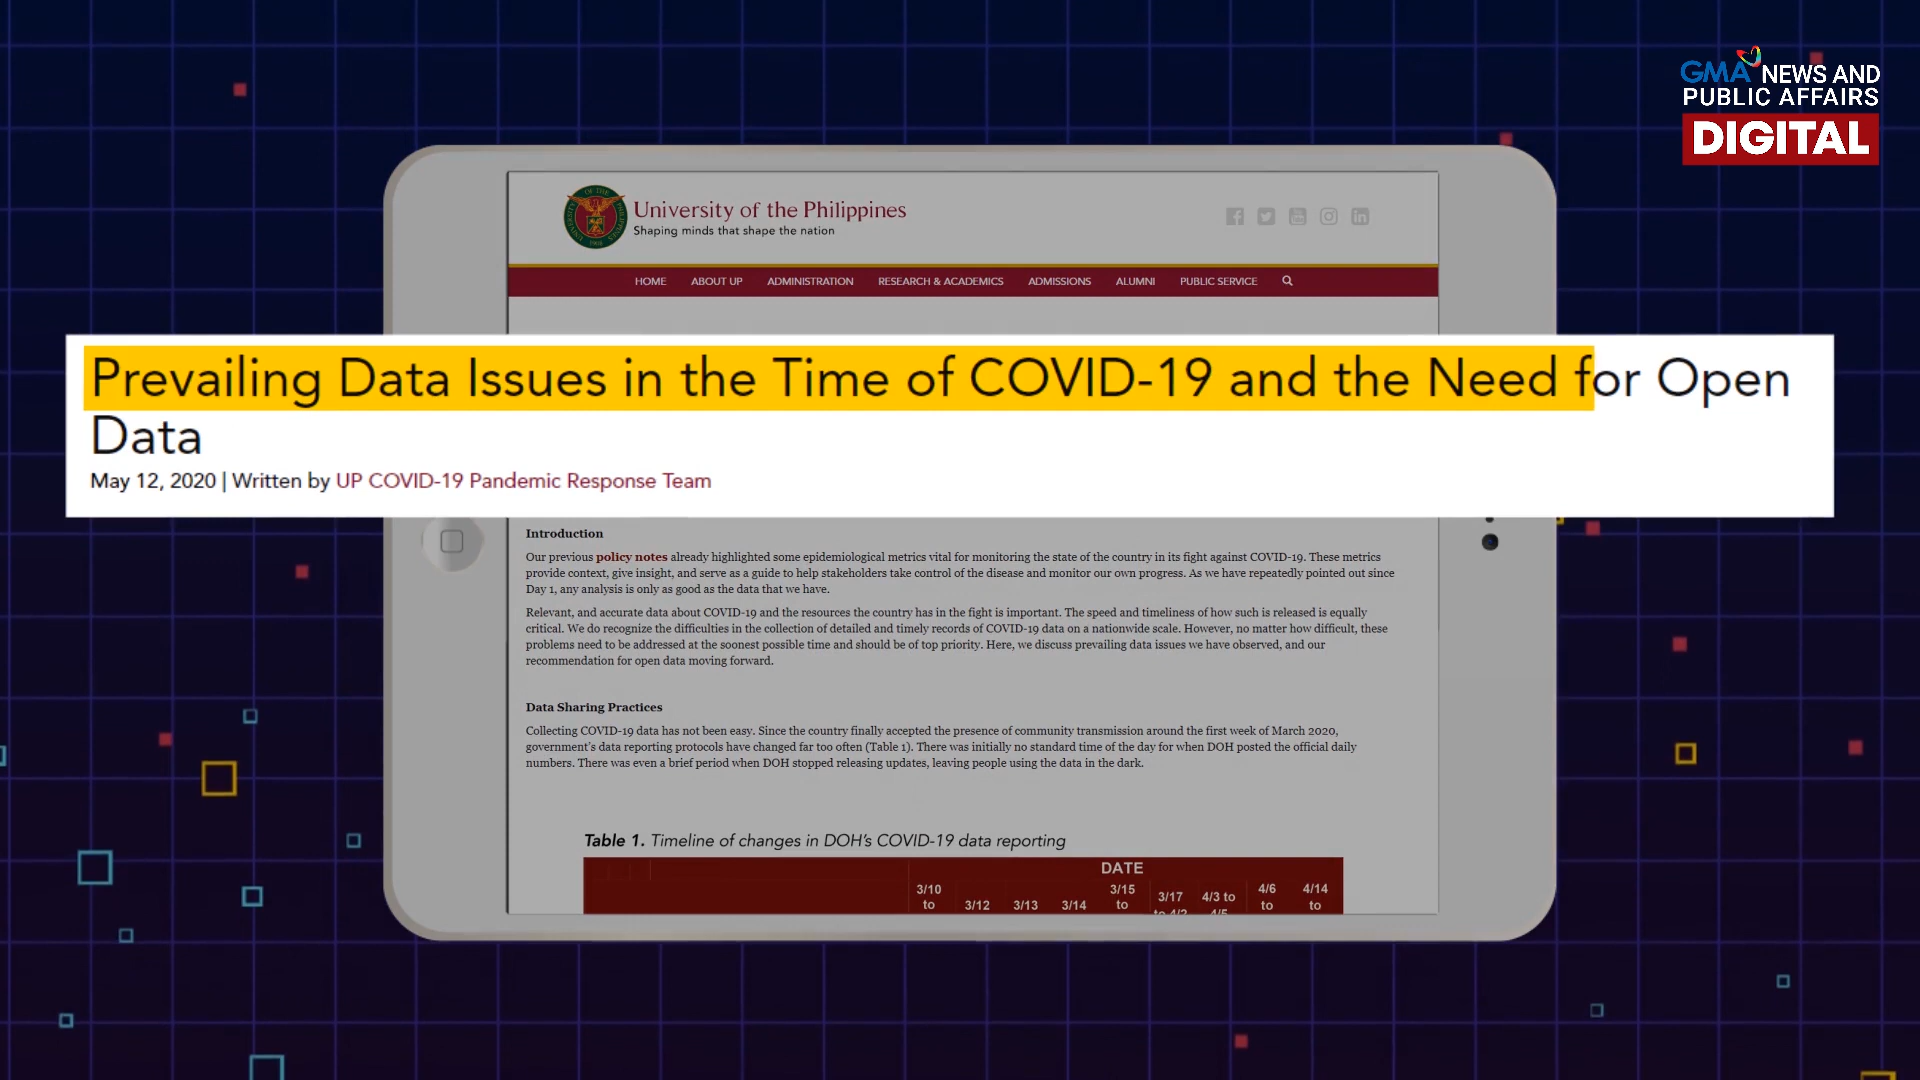 GMA NEWS AND
PUBLIC AFFAIRS
DIGITAL
University of the Philippines
Shaping minds that shape the nation
HOME ABOUT UP ADMINISTRATION RESEARCH & ACADEMICS ADMISSIONS ALUMNI PUBLIC SERVICE
Prevailing Data Issues in the Time of COVID-19 and the Need for Open
Data
May 12, 2020 | Written by UP COVID-19 Pandemic Response Team
Introduction
Our previous policy notes already highlighted some epidemiological metrics vital for monitoring the state of the country in its fight against COVID-19. These metrics
provide context, give insight, and serve as a guide to help stakeholders take control of the disease and monitor our own progress. As we have repeatedly pointed out since
Day 1, any analysis is only as good as the data that we have.
Relevant, and accurate data about COVID-19 and the resources the country has in the fight is important. The speed and timeliness of how such is released is equally
critical. We do recognize the difficulties in the collection of detailed and timely records of COVID-19 data on a nationwide scale. However, no matter how difficult, these
problems need to be addressed at the soonest possible time and should be of top priority. Here, we discuss prevailing data issues we have observed, and our
recommendation for open data moving forward.
Data Sharing Practices
Collecting COVID-19 data has not been easy. Since the country finally accepted the presence of community transmission around the first week of March 2020,
government's data reporting protocols have changed far too often (Table 1). There was initially no standard time of the day for when DOH posted the official daily
numbers. There was even a brief period when DOH stopped releasing updates, leaving people using the data in the dark.
Table 1. Timeline of changes in DOH's COVID-19 data reporting
DATE
3/10 3/15 3/17 4/3 to 4/6 4/14
to 3/12 3/13 3/14 to to 4/2 4/5 to to